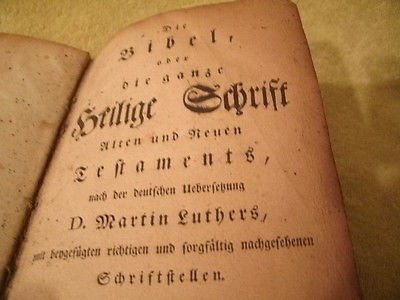 Die
Bibel,
oder
die ganze
Heilige Schrift
Alten und Neuen
Testaments,
nach der deutschen Uebersetzung
D. Martin Luthers,
mit beygefügten richtigen und sorgfältig nachgesehenen
Schriftstellen.